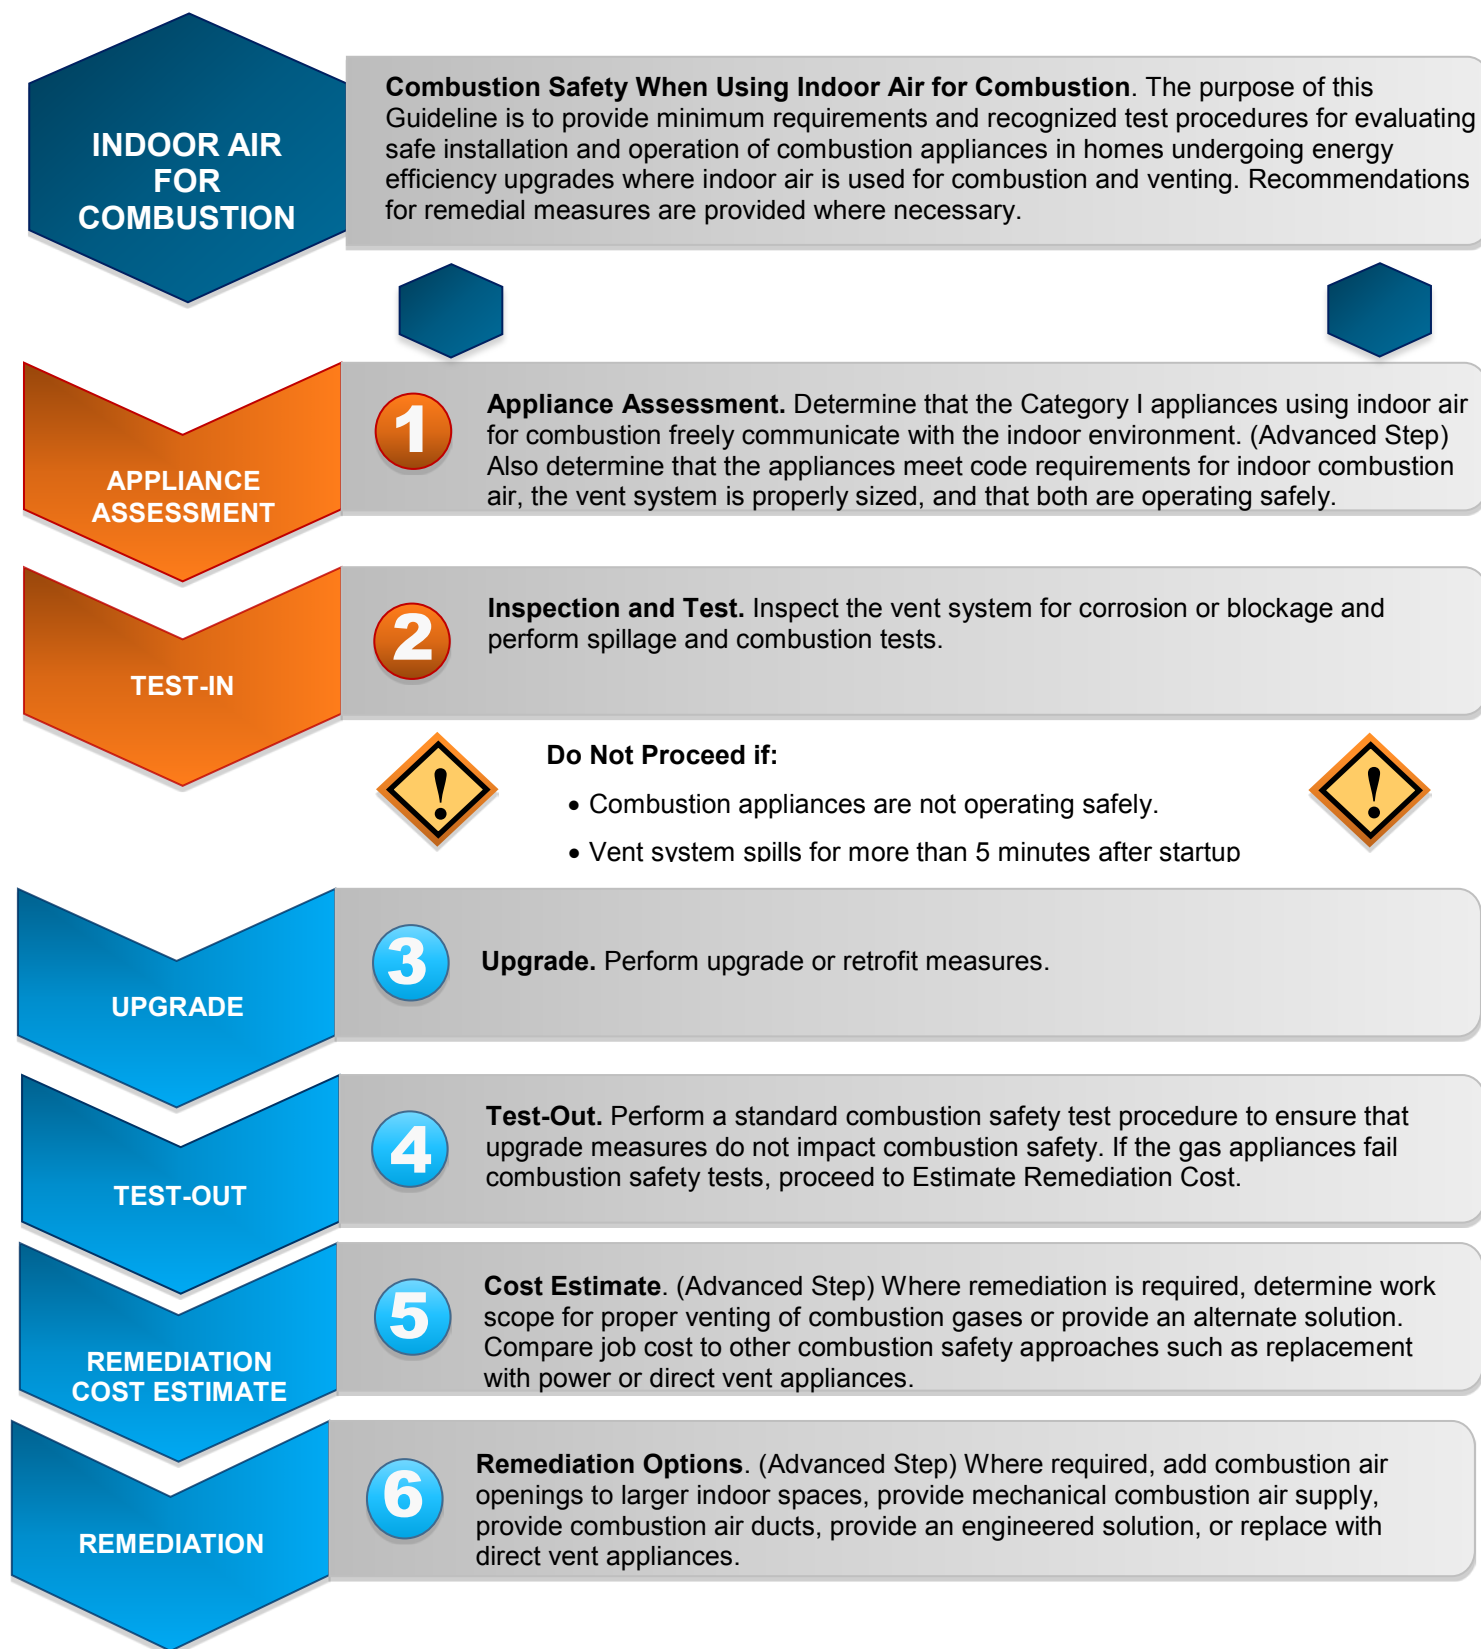 INDOOR AIR
FOR
COMBUSTION
Combustion Safety When Using Indoor Air for Combustion. The purpose of this
Guideline is to provide minimum requirements and recognized test procedures for evaluating
safe installation and operation of combustion appliances in homes undergoing energy
efficiency upgrades where indoor air is used for combustion and venting. Recommendations
for remedial measures are provided where necessary.
APPLIANCE
ASSESSMENT
1
Appliance Assessment. Determine that the Category I appliances using indoor air
for combustion freely communicate with the indoor environment. (Advanced Step)
Also determine that the appliances meet code requirements for indoor combustion
air, the vent system is properly sized, and that both are operating safely.
TEST-IN
2
Inspection and Test. Inspect the vent system for corrosion or blockage and
perform spillage and combustion tests.
!
Do Not Proceed if:
• Combustion appliances are not operating safely.
• Vent system spills for more than 5 minutes after startup
!
UPGRADE
3
Upgrade. Perform upgrade or retrofit measures.
TEST-OUT
4
Test-Out. Perform a standard combustion safety test procedure to ensure that
upgrade measures do not impact combustion safety. If the gas appliances fail
combustion safety tests, proceed to Estimate Remediation Cost.
REMEDIATION
COST ESTIMATE
5
Cost Estimate. (Advanced Step) Where remediation is required, determine work
scope for proper venting of combustion gases or provide an alternate solution.
Compare job cost to other combustion safety approaches such as replacement
with power or direct vent appliances.
REMEDIATION
6
Remediation Options. (Advanced Step) Where required, add combustion air
openings to larger indoor spaces, provide mechanical combustion air supply,
provide combustion air ducts, provide an engineered solution, or replace with
direct vent appliances.